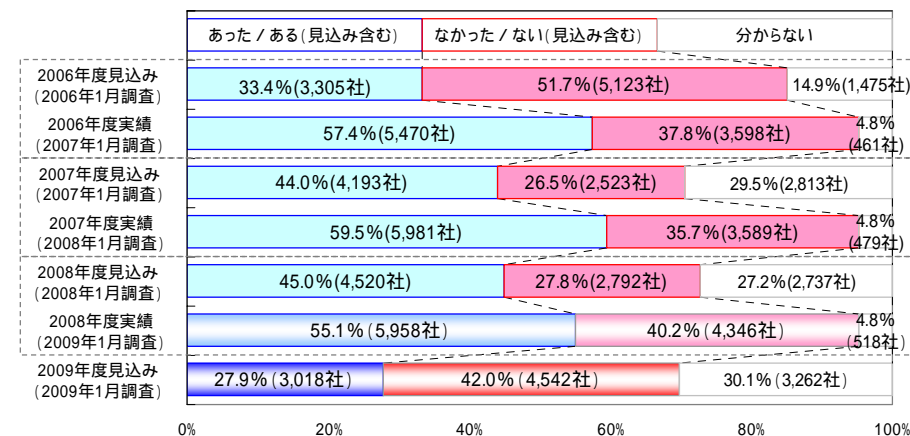 あった/ある(見込み含む) なかった/ない(見込み含む) 分からない
2006年度見込み
(2006年1月調査)
33.4%(3,305社) 51.7%(5,123社) 14.9%(1,475社)
2006年度実績
(2007年1月調査)
57.4%(5,470社) 37.8%(3,598社) 4.8%
(461社)
2007年度見込み
(2007年1月調査)
44.0%(4,193社) 26.5%(2,523社) 29.5%(2,813社)
2007年度実績
(2008年1月調査)
59.5%(5,981社) 35.7%(3,589社) 4.8%
(479社)
2008年度見込み
(2008年1月調査)
45.0%(4,520社) 27.8%(2,792社) 27.2%(2,737社)
2008年度実績
(2009年1月調査)
55.1%(5,958社) 40.2%(4,346社) 4.8%
(518社)
2009年度見込み
(2009年1月調査)
27.9%(3,018社) 42.0%(4,542社) 30.1%(3,262社)
0% 20% 40% 60% 80% 100%